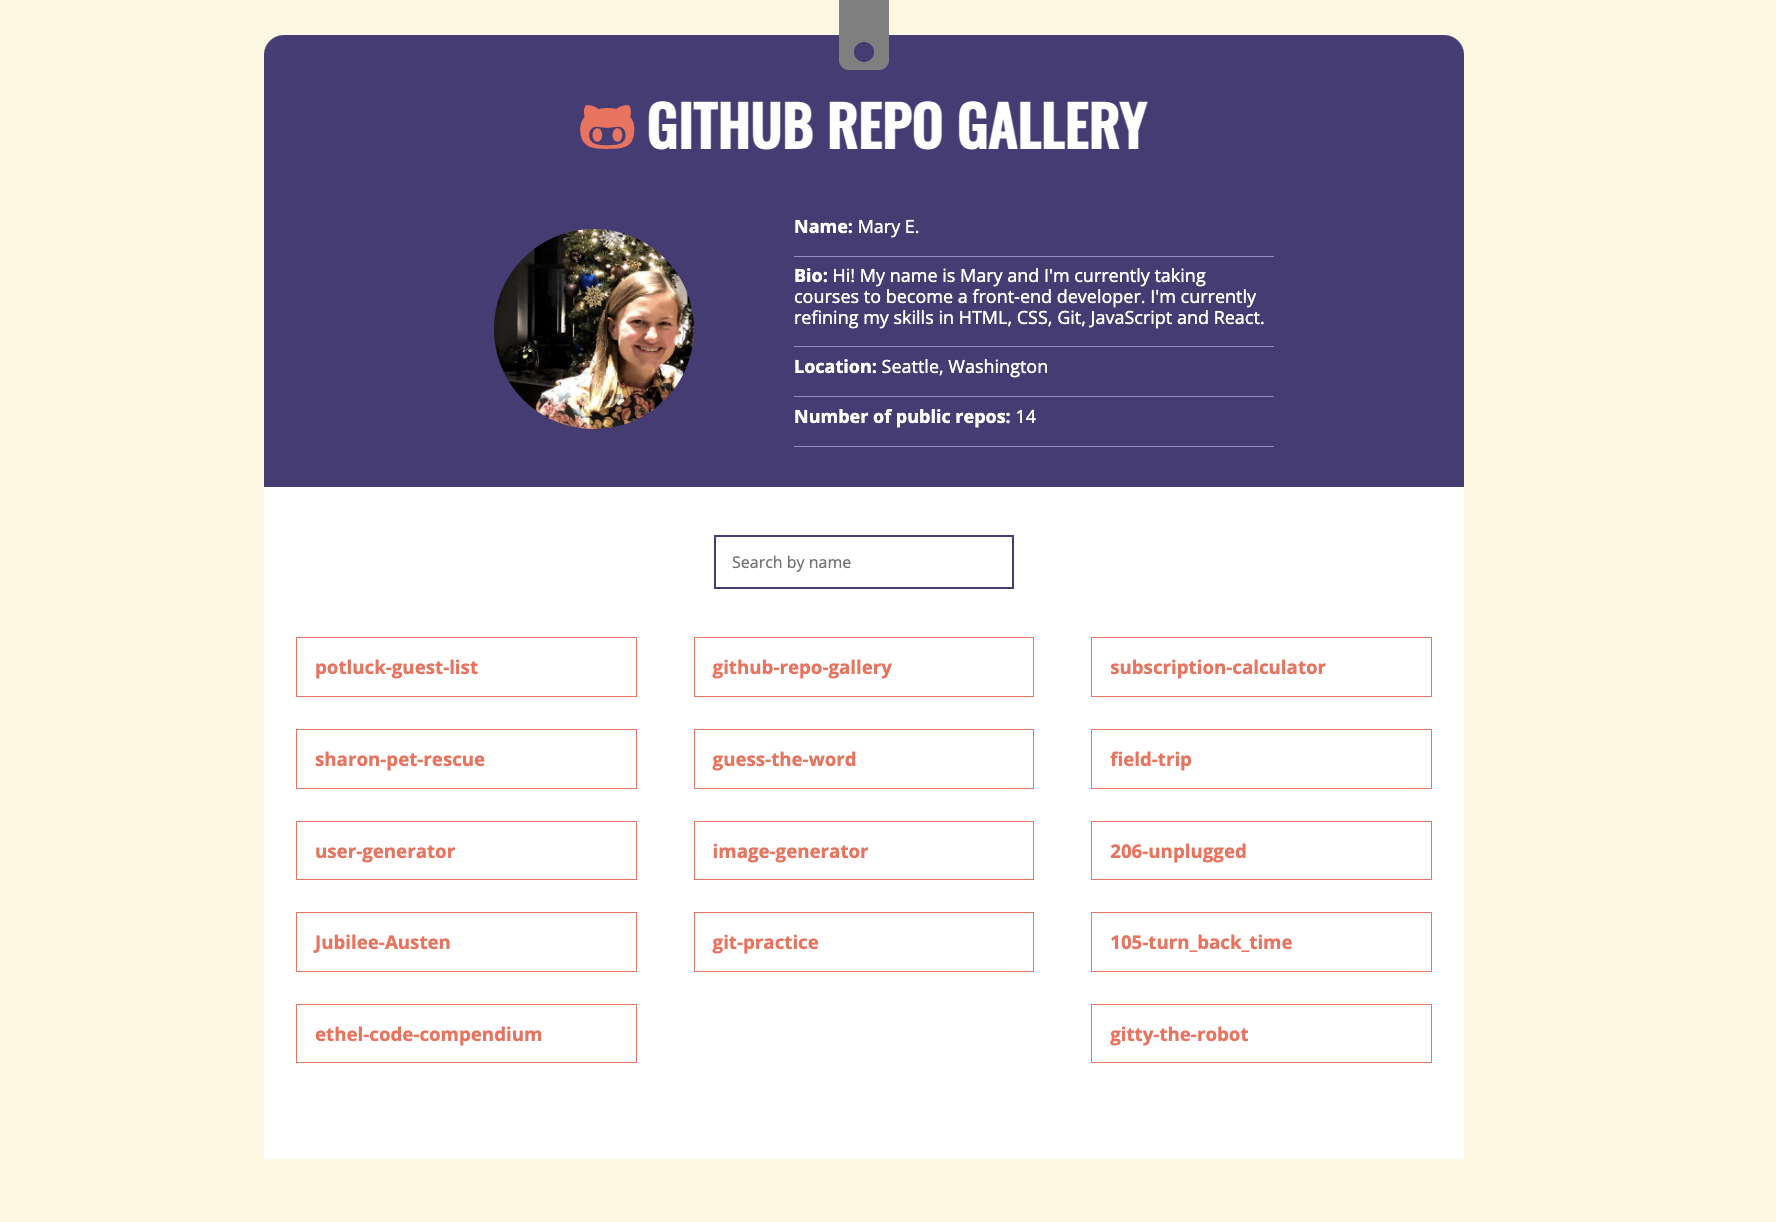 GITHUB REPO GALLERY
Name: Mary E.
Bio: Hi! My name is Mary and I'm currently taking
courses to become a front-end developer. I'm currently
refining my skills in HTML, CSS, Git, JavaScript and React.
Location: Seattle, Washington
Number of public repos: 14
Search by name
potluck-guest-list
github-repo-gallery
subscription-calculator
sharon-pet-rescue
guess-the-word
field-trip
user-generator
image-generator
206-unplugged
Jubilee-Austen
git-practice
105-turn_back_time
ethel-code-compendium
gitty-the-robot